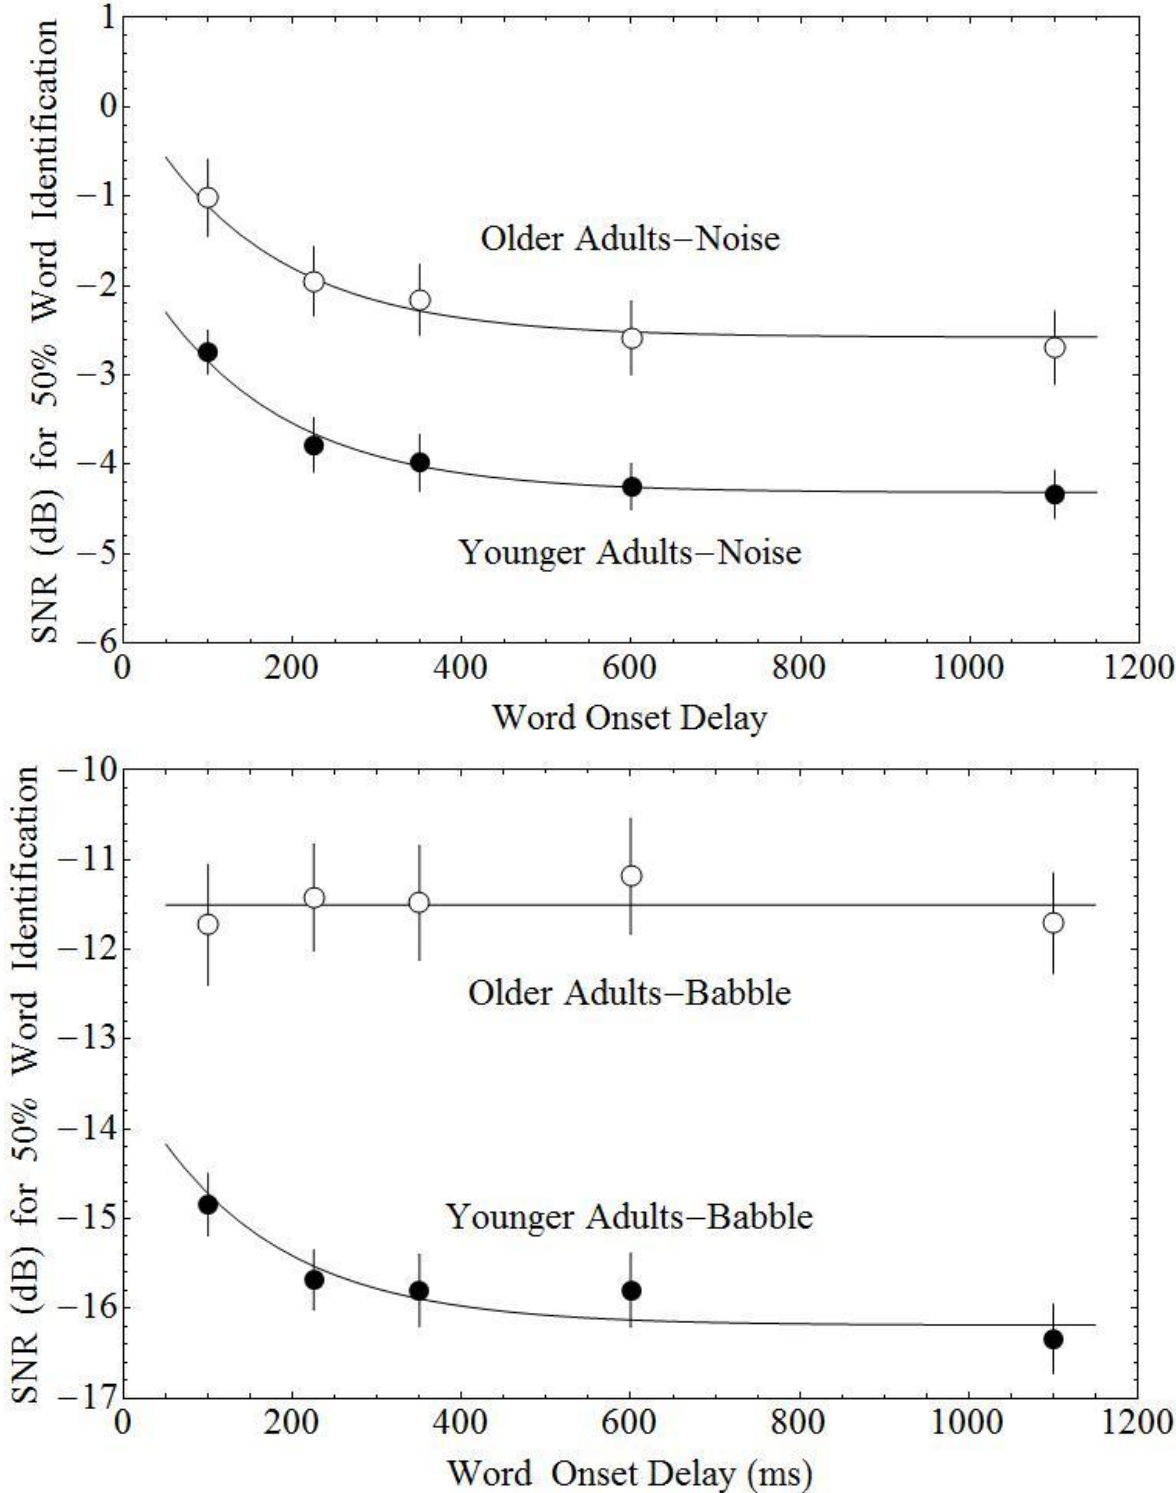 SNR (dB) for 50% Word Identification
1
0
−1
−2
−3
−4
−5
−6
Older Adults−Noise
Younger Adults−Noise
0 200 400 600 800 1000 1200
Word Onset Delay
SNR (dB) for 50% Word Identification
−10
−11
−12
−13
−14
−15
−16
−17
Older Adults−Babble
Younger Adults−Babble
0 200 400 600 800 1000 1200
Word Onset Delay (ms)